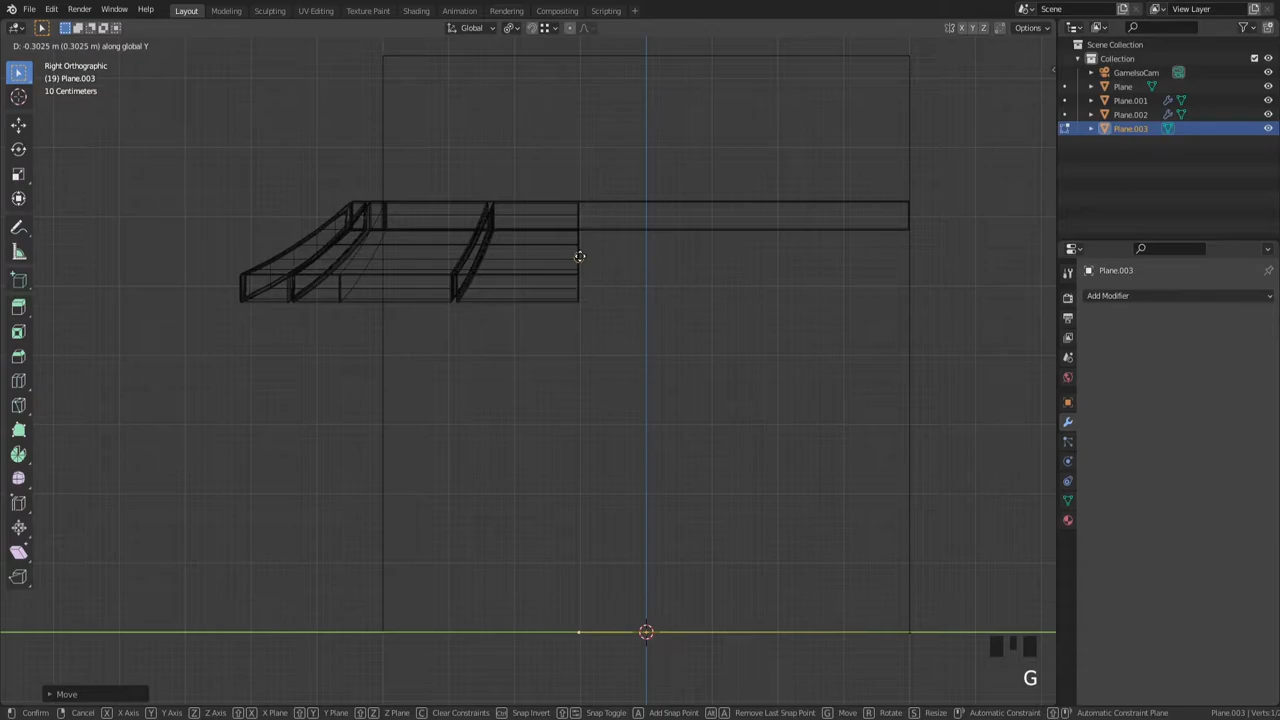 File Edit Render Window Help Layout Modeling Sculpting UV Editing Texture Paint Shading Animation Rendering Compositing Scripting + Scene View Layer
Global X Y Z Options
D: -0.3025 m (0.3025 m) along global Y
Right Orthographic
(19) Plane.003
10 Centimeters
Scene Collection
Collection
GameIsoCam
Plane
Plane.001
Plane.002
Plane.003
Plane.003
Add Modifier
G
Move
Confirm Cancel X X Axis Y Y Axis Z Z Axis X X Plane Y Y Plane Z Z Plane C Clear Constraints Snap Invert Snap Toggle A Add Snap Point A Remove Last Snap Point G Move R Rotate S Resize Automatic Constraint Automatic Constraint Plane Plane.003 | Verts:1